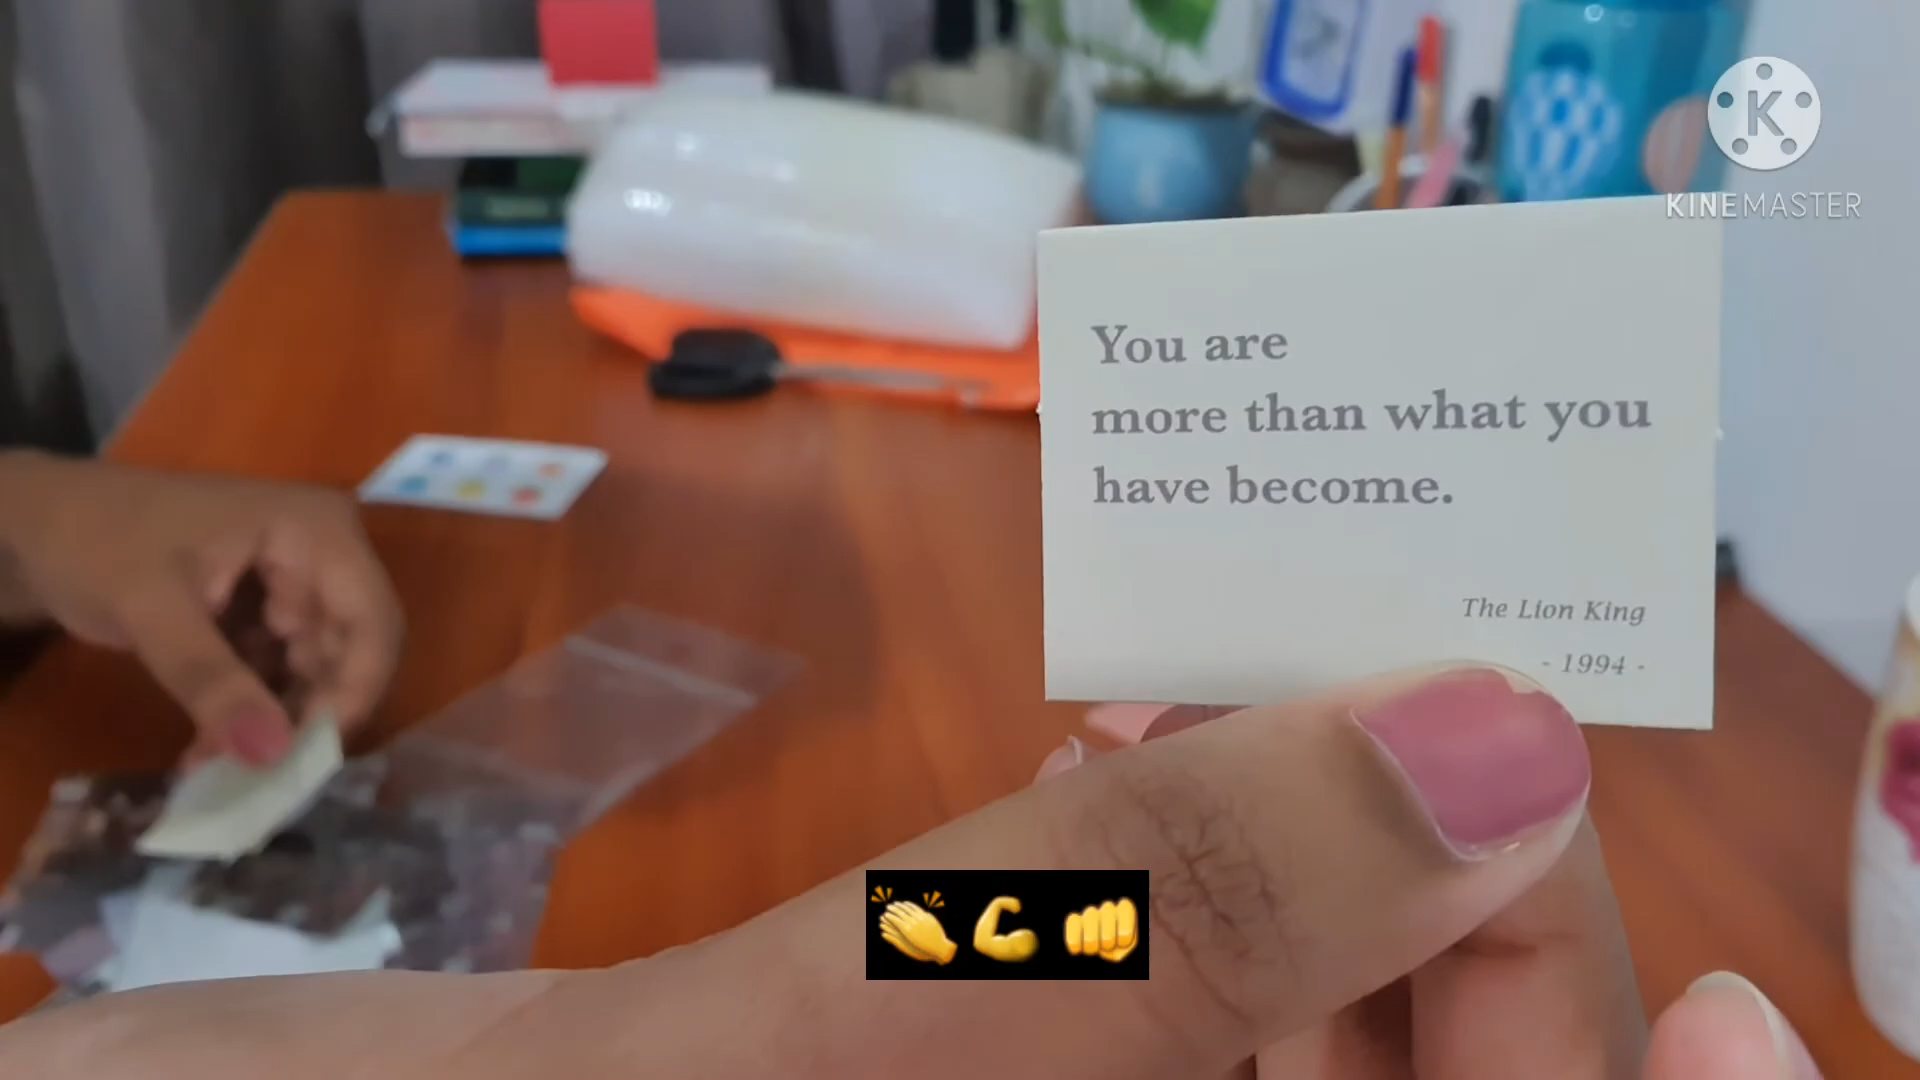 K
KINEMASTER
You are
more than what you
have become.
The Lion King
- 1994 -